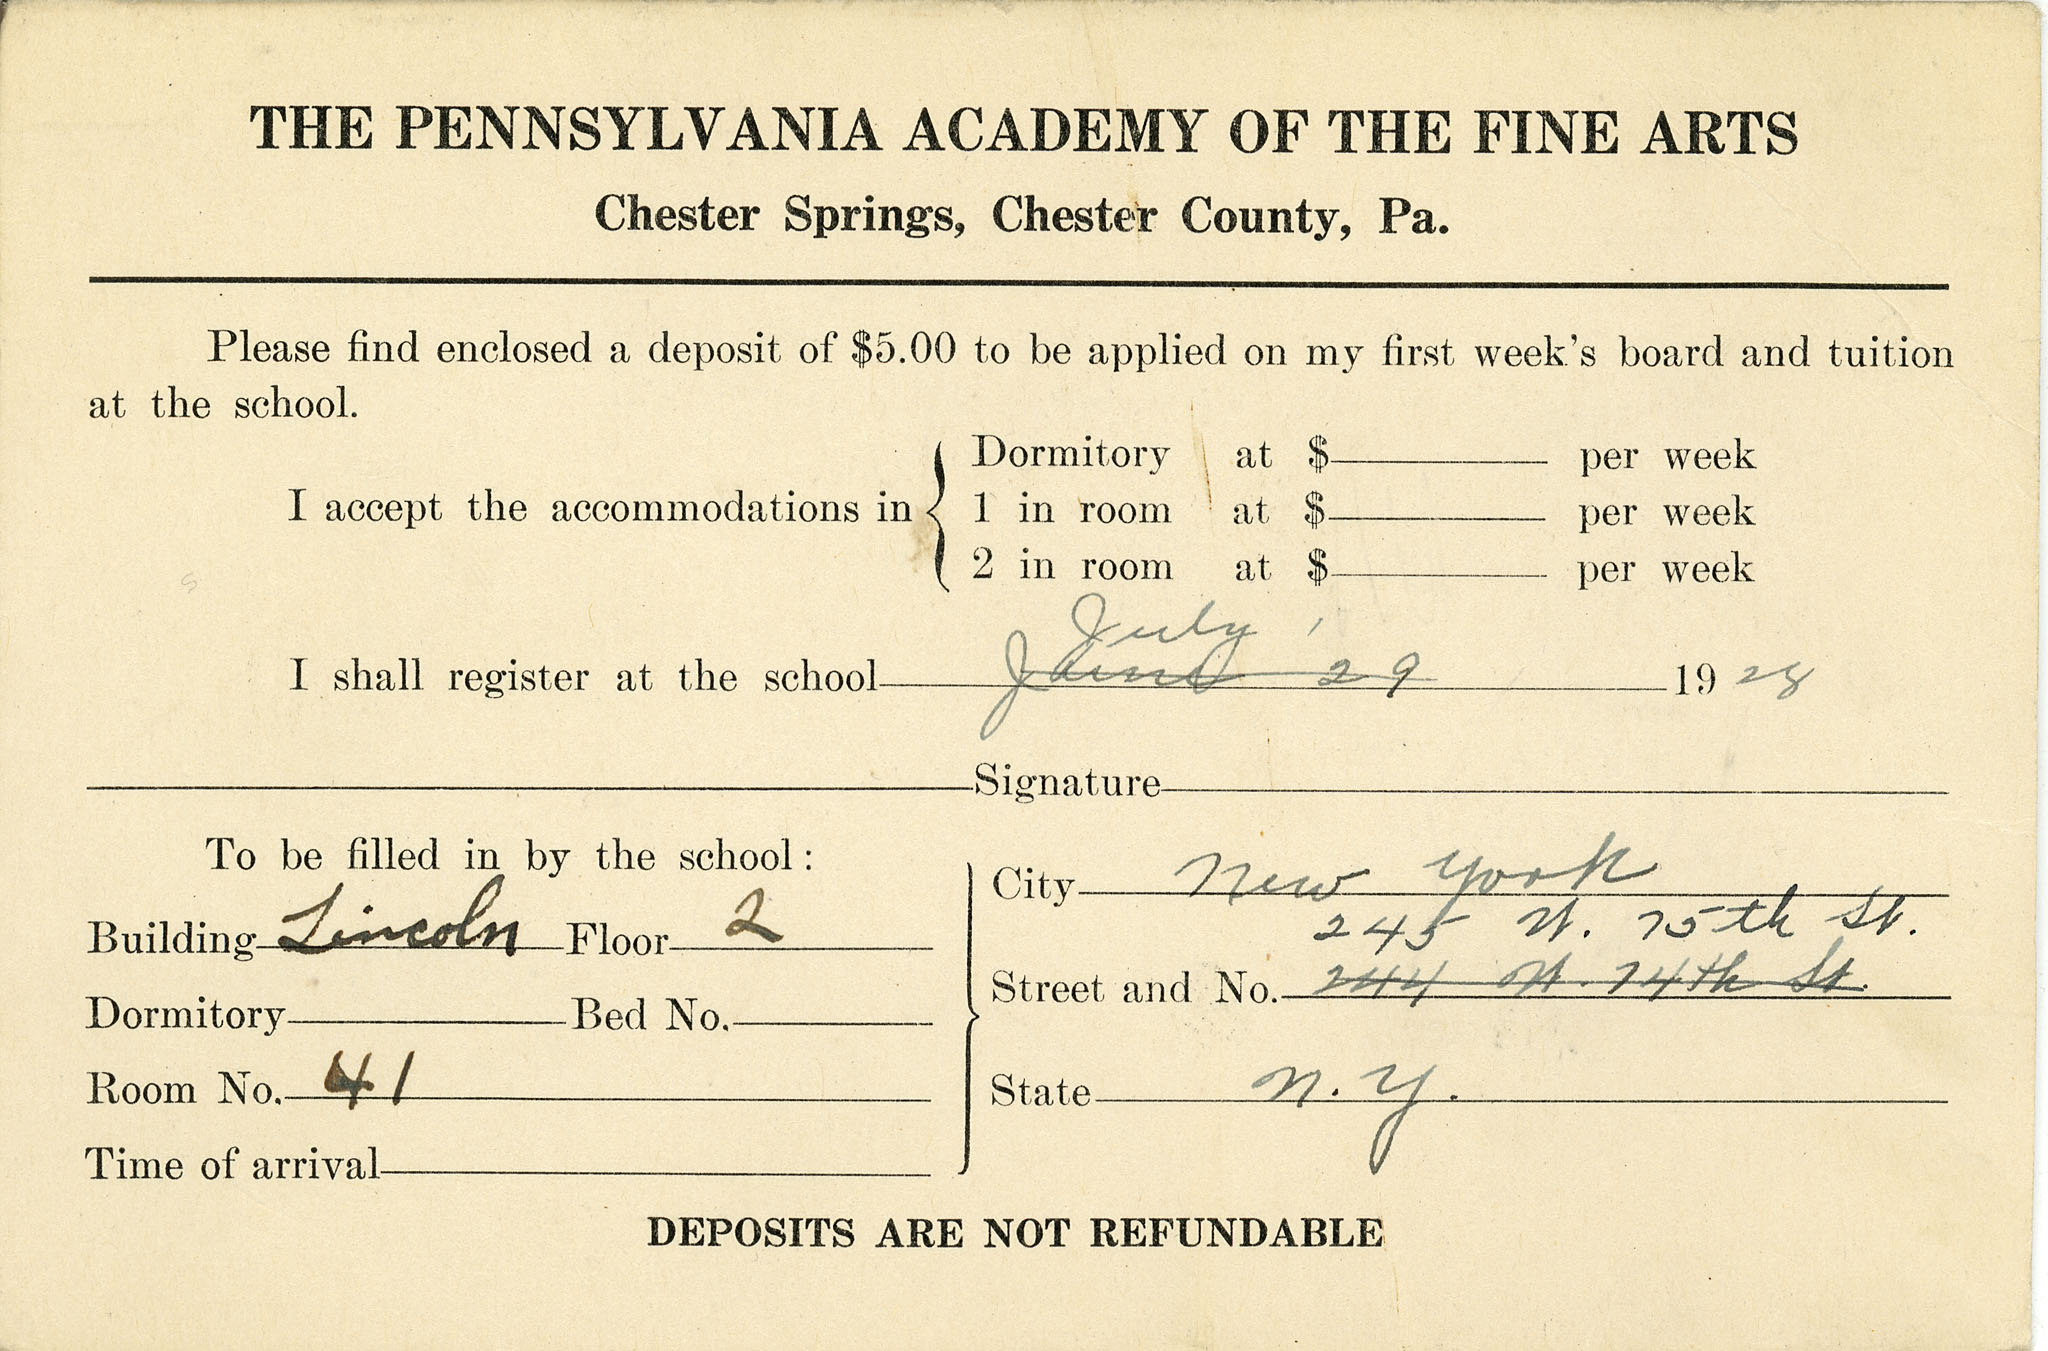 THE PENNSYLVANIA ACADEMY OF THE FINE ARTS
Chester Springs, Chester County, Pa.
Please find enclosed a deposit of $5.00 to be applied on my first week's board and tuition
at the school.
I accept the accommodations in
Dormitory at $ per week
1 in room at $ per week
2 in room at $ per week
July 1
I shall register at the school June 29 1928
Signature
To be filled in by the school:
Building Lincoln Floor 2
Dormitory Bed No.
Room No. 41
Time of arrival
City New York
245 W. 75th St.
Street and No. 244 W. 74th St.
State N.Y.
DEPOSITS ARE NOT REFUNDABLE